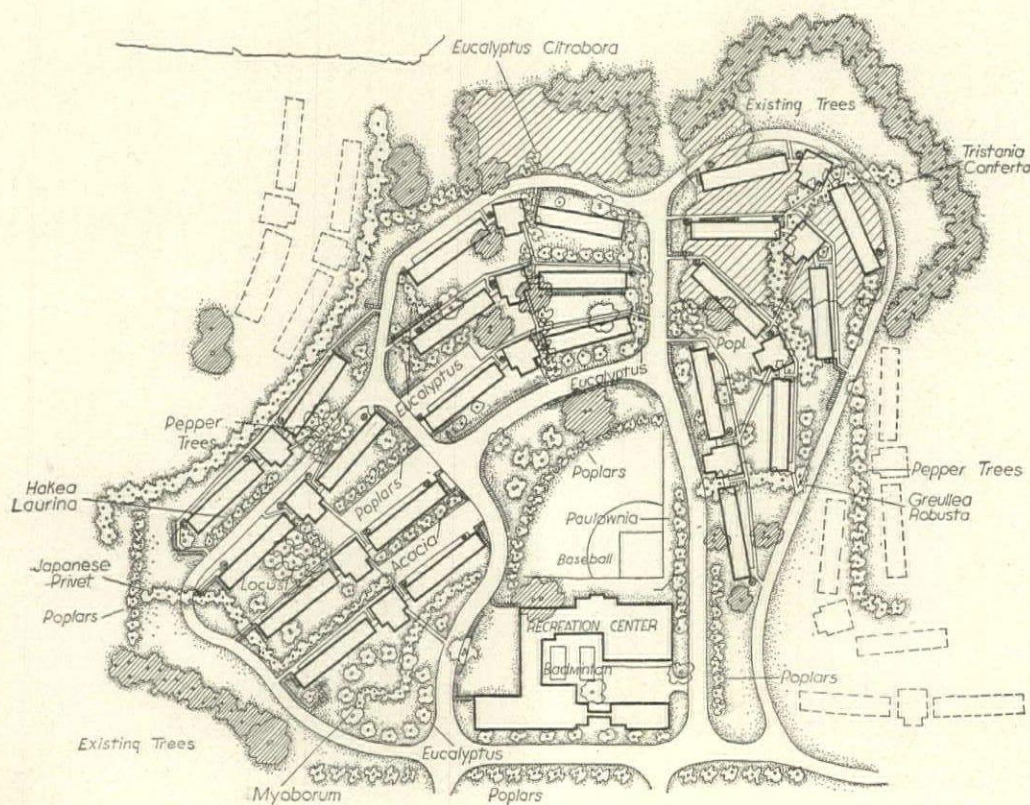 Eucalyptus Citrobora
Existing Trees
Tristania
Conferta
Popl.
Eucalyptus
Eucalyptus
Pepper
Trees
Poplars
Poplars
Pepper Trees
Hakea
Laurina
Greullea
Robusta
Paulownia
Acacia
Baseball
Japanese
Privet
Locust
Poplars
RECREATION CENTER
Badminton
Poplars
Existing Trees
Eucalyptus
Myoborum
Poplars